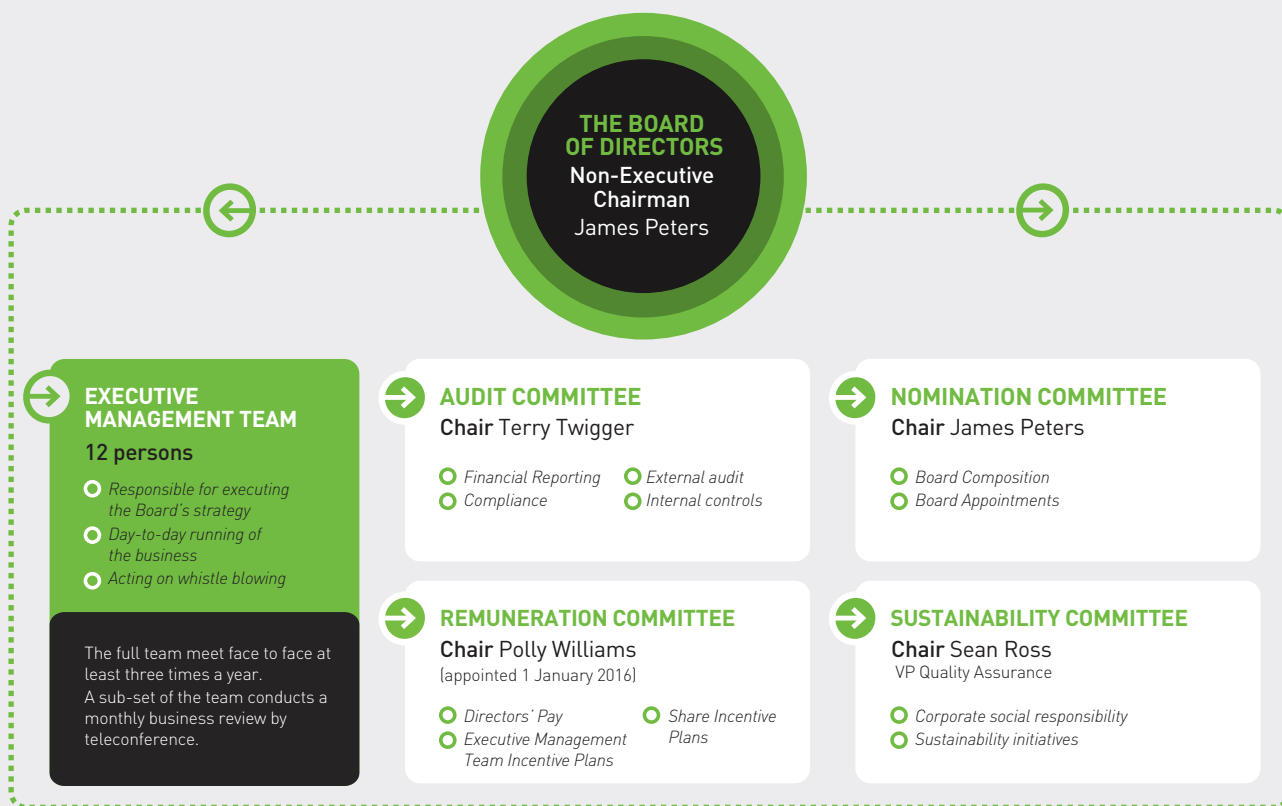 THE BOARD
OF DIRECTORS
Non-Executive
Chairman
James Peters
EXECUTIVE
MANAGEMENT TEAM
12 persons
Responsible for executing
the Board's strategy
Day-to-day running of
the business
Acting on whistle blowing
The full team meet face to face at
least three times a year.
A sub-set of the team conducts a
monthly business review by
teleconference.
AUDIT COMMITTEE
Chair Terry Twigger
Financial Reporting
Compliance
External audit
Internal controls
NOMINATION COMMITTEE
Chair James Peters
Board Composition
Board Appointments
REMUNERATION COMMITTEE
Chair Polly Williams
(appointed 1 January 2016)
Directors' Pay
Executive Management
Team Incentive Plans
Share Incentive
Plans
SUSTAINABILITY COMMITTEE
Chair Sean Ross
VP Quality Assurance
Corporate social responsibility
Sustainability initiatives